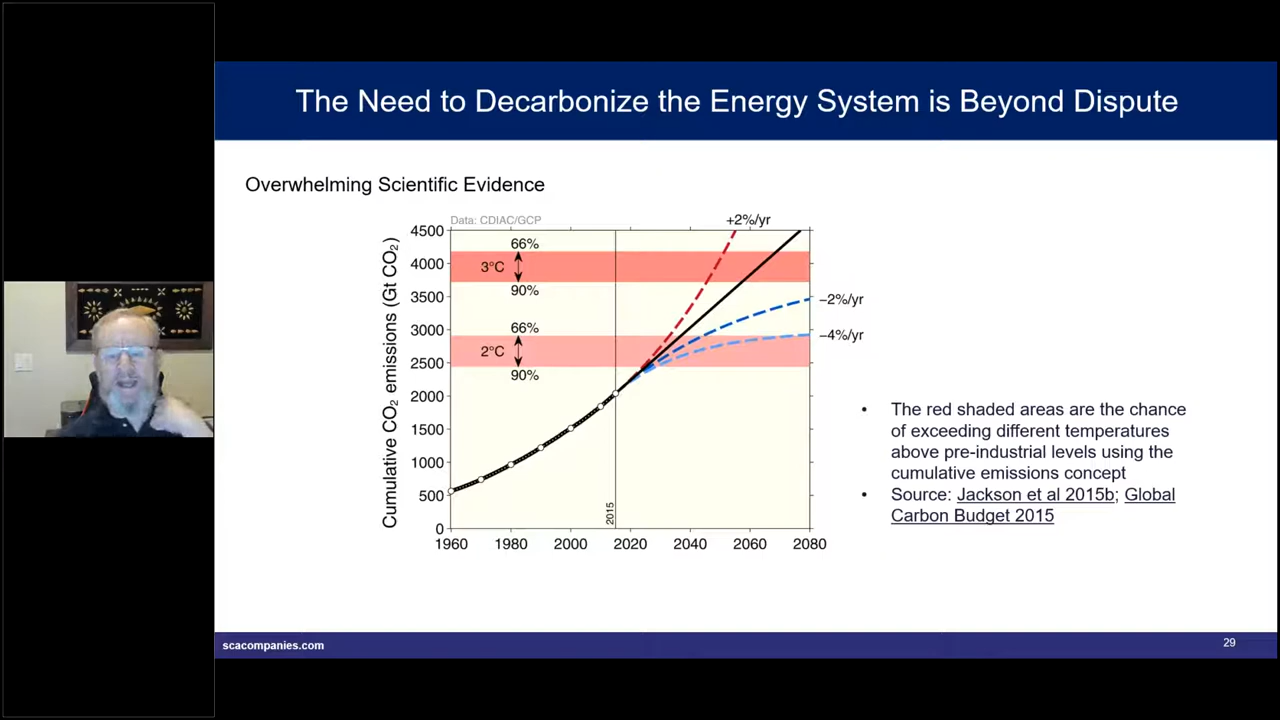 The Need to Decarbonize the Energy System is Beyond Dispute
Overwhelming Scientific Evidence
Data: CDIAC/GCP
+2%/yr
4500
4000
3500
3000
2500
2000
1500
1000
500
0
Cumulative CO₂ emissions (Gt CO₂)
66%
3°C
90%
66%
2°C
90%
−2%/yr
−4%/yr
2015
1960 1980 2000 2020 2040 2060 2080
• The red shaded areas are the chance
of exceeding different temperatures
above pre-industrial levels using the
cumulative emissions concept
• Source: Jackson et al 2015b; Global
Carbon Budget 2015
scacompanies.com
29